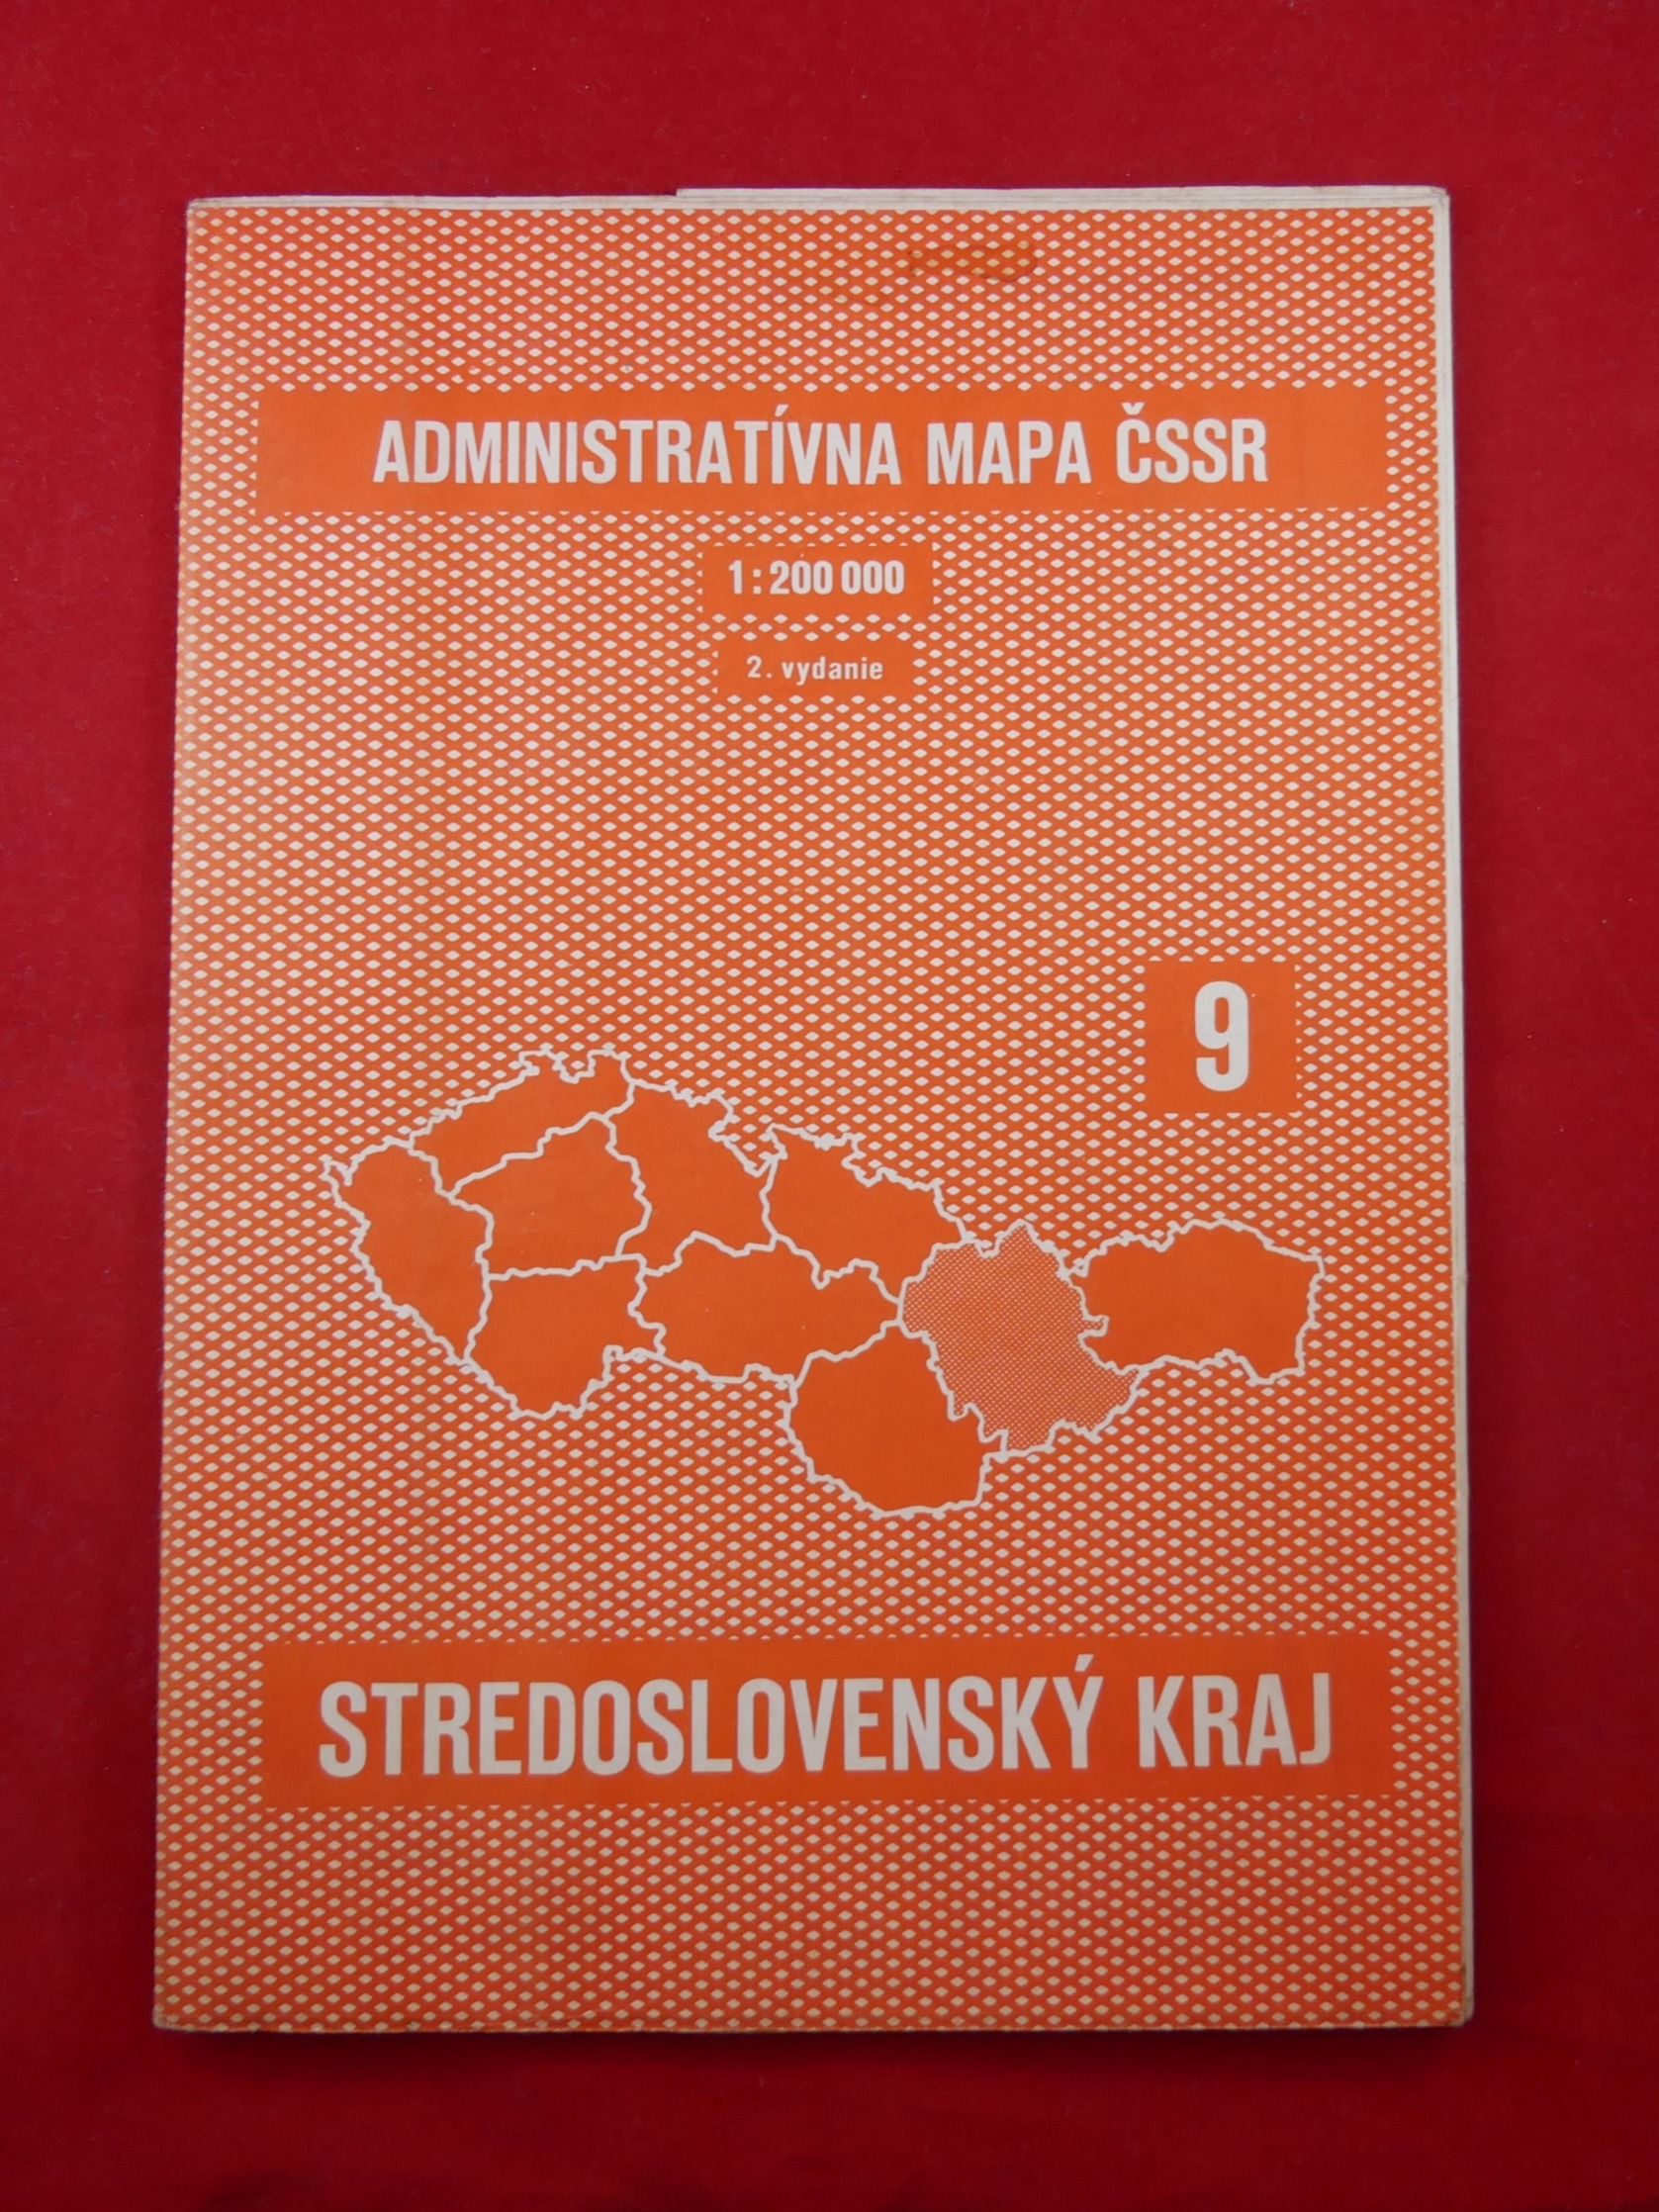 ADMINISTRATÍVNA MAPA ČSSR
1:200 000
2. vydanie
9
STREDOSLOVENSKÝ KRAJ